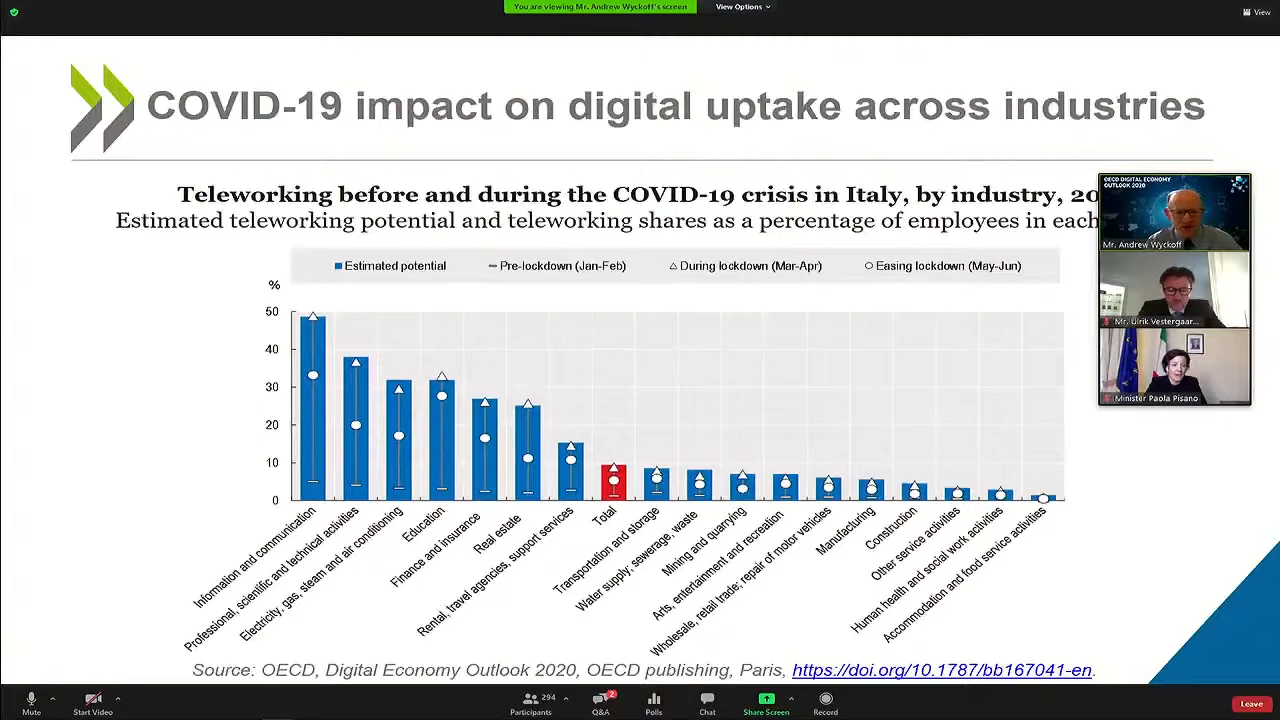 You are viewing Mr. Andrew Wyckoff's screen
View Options
View
COVID-19 impact on digital uptake across industries
Teleworking before and during the COVID-19 crisis in Italy, by industry, 20
Estimated teleworking potential and teleworking shares as a percentage of employees in each
OECD DIGITAL ECONOMY
OUTLOOK 2020
Mr. Andrew Wyckoff
Mr. Ulrik Vestergaar...
Minister Paola Pisano
Estimated potential
Pre-lockdown (Jan-Feb)
During lockdown (Mar-Apr)
Easing lockdown (May-Jun)
%
50
40
30
20
10
0
Information and communication
Professional, scientific and technical activities
Electricity, gas, steam and air conditioning
Education
Finance and insurance
Real estate
Rental, travel agencies, support services
Total
Transportation and storage
Water supply, sewerage, waste
Mining and quarrying
Arts, entertainment and recreation
Wholesale, retail trade; repair of motor vehicles
Manufacturing
Construction
Other service activities
Human health and social work activities
Accommodation and food service activities
Source: OECD, Digital Economy Outlook 2020, OECD publishing, Paris, https://doi.org/10.1787/bb167041-en.
Mute
Start Video
294
Participants
2
Q&A
Polls
Chat
Share Screen
Record
Leave